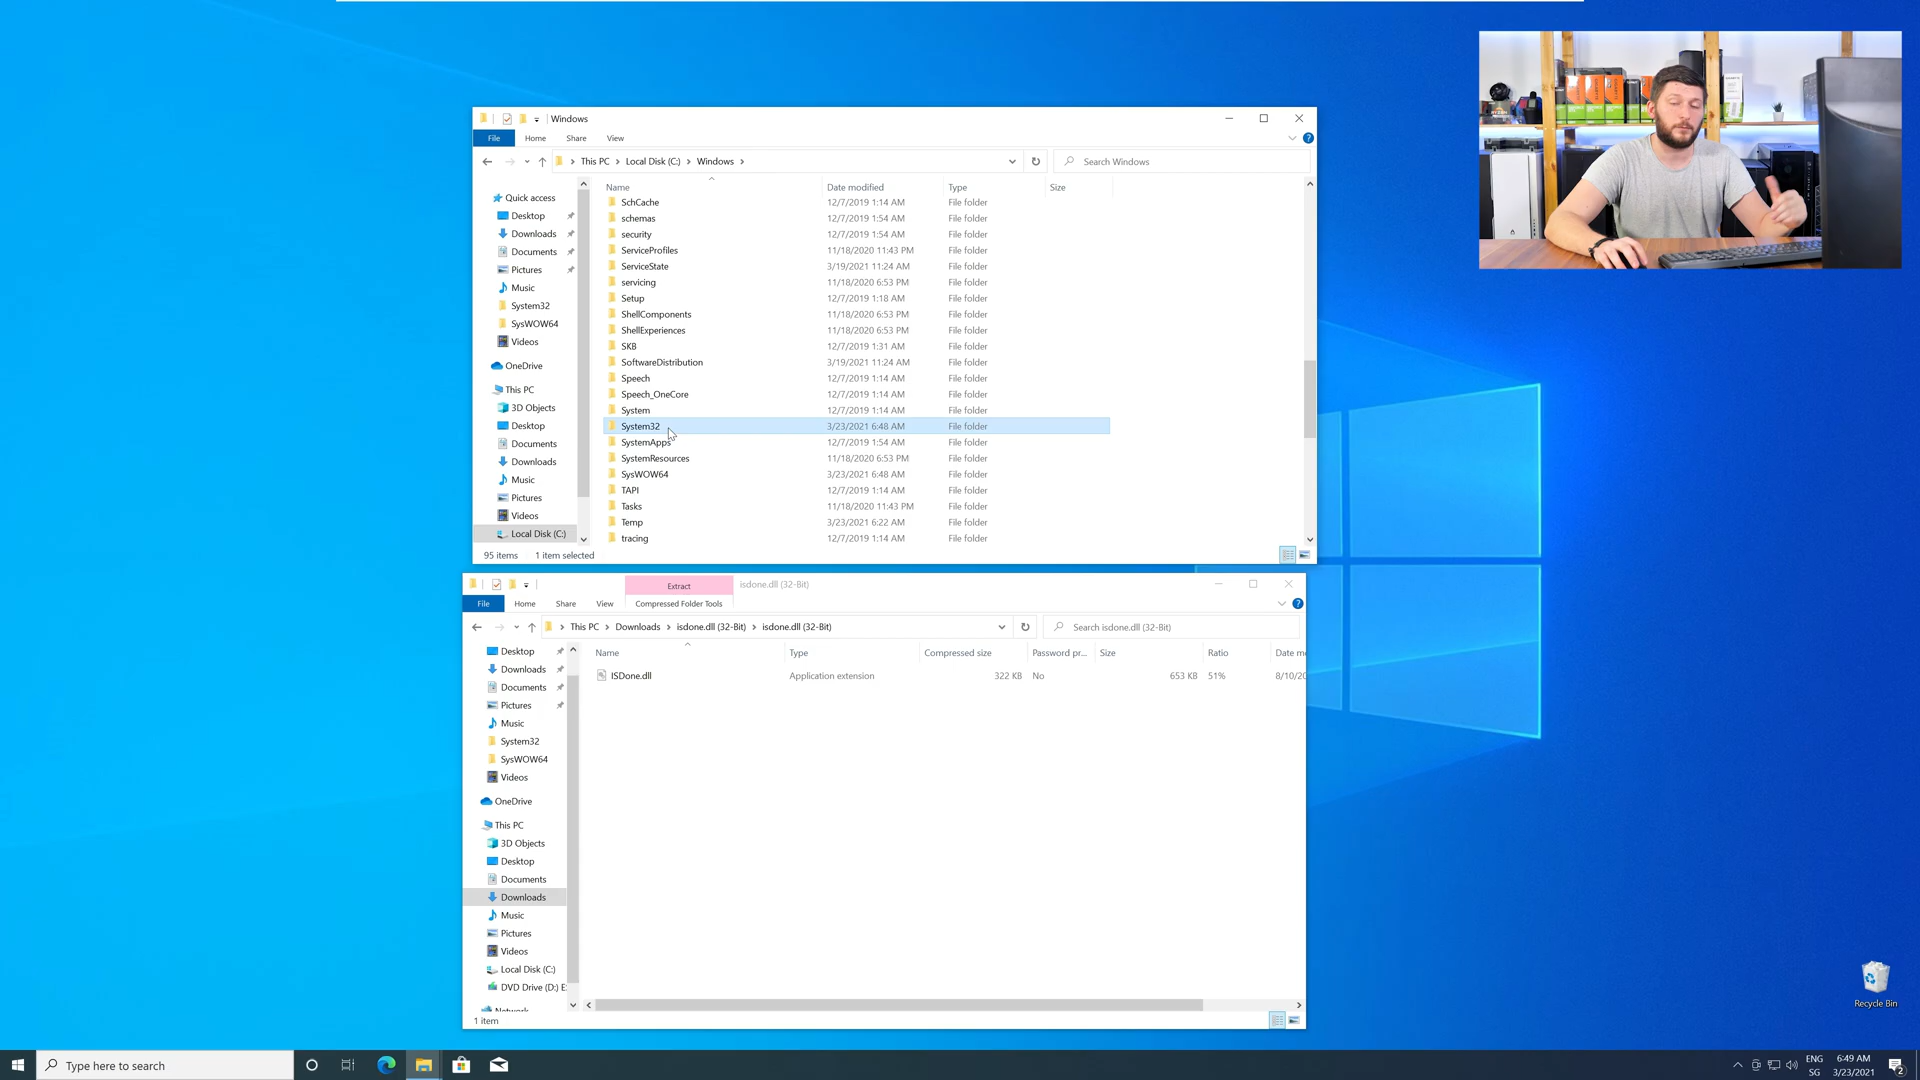 Windows
File Home Share View
This PC Local Disk (C:) Windows
Search Windows
Name Date modified Type Size
Quick access
Desktop
Downloads
Documents
Pictures
Music
System32
SysWOW64
Videos
OneDrive
This PC
3D Objects
Desktop
Documents
Downloads
Music
Pictures
Videos
Local Disk (C:)
SchCache 12/7/2019 1:14 AM File folder
schemas 12/7/2019 1:54 AM File folder
security 12/7/2019 1:54 AM File folder
ServiceProfiles 11/18/2020 11:43 PM File folder
ServiceState 3/19/2021 11:24 AM File folder
servicing 11/18/2020 6:53 PM File folder
Setup 12/7/2019 1:18 AM File folder
ShellComponents 11/18/2020 6:53 PM File folder
ShellExperiences 11/18/2020 6:53 PM File folder
SKB 12/7/2019 1:31 AM File folder
SoftwareDistribution 3/19/2021 11:24 AM File folder
Speech 12/7/2019 1:14 AM File folder
Speech_OneCore 12/7/2019 1:14 AM File folder
System 12/7/2019 1:14 AM File folder
System32 3/23/2021 6:48 AM File folder
SystemApps 12/7/2019 1:54 AM File folder
SystemResources 11/18/2020 6:53 PM File folder
SysWOW64 3/23/2021 6:48 AM File folder
TAPI 12/7/2019 1:14 AM File folder
Tasks 11/18/2020 11:43 PM File folder
Temp 3/23/2021 6:22 AM File folder
tracing 12/7/2019 1:14 AM File folder
95 items 1 item selected
Extract isdone.dll (32-Bit)
File Home Share View Compressed Folder Tools
This PC Downloads isdone.dll (32-Bit) isdone.dll (32-Bit)
Search isdone.dll (32-Bit)
Name Type Compressed size Password pr... Size Ratio Date m
ISDone.dll Application extension 322 KB No 653 KB 51% 8/10/20
Desktop
Downloads
Documents
Pictures
Music
System32
SysWOW64
Videos
OneDrive
This PC
3D Objects
Desktop
Documents
Downloads
Music
Pictures
Videos
Local Disk (C:)
DVD Drive (D:) E
Network
1 item
Recycle Bin
Type here to search
ENG
SG
6:49 AM
3/23/2021
2